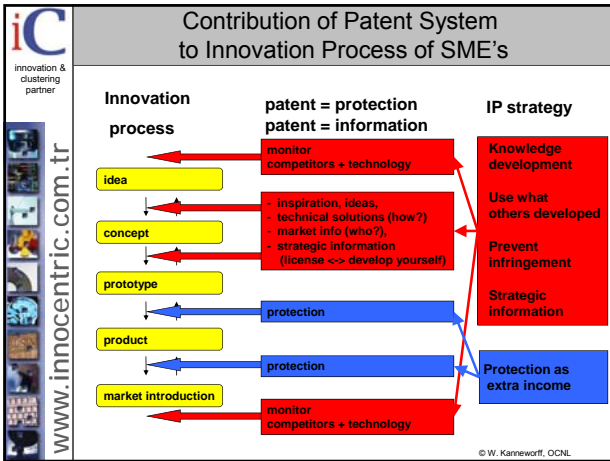 iC
innovation &
clustering
partner
www.innocentric.com.tr
Contribution of Patent System
to Innovation Process of SME's
Innovation
process
idea
concept
prototype
product
market introduction
patent = protection
patent = information
monitor
competitors + technology
- inspiration, ideas,
- technical solutions (how?)
- market info (who?),
- strategic information
(license <-> develop yourself)
protection
protection
monitor
competitors + technology
IP strategy
Knowledge
development
Use what
others developed
Prevent
infringement
Strategic
information
Protection as
extra income
© W. Kanneworff, OCNL